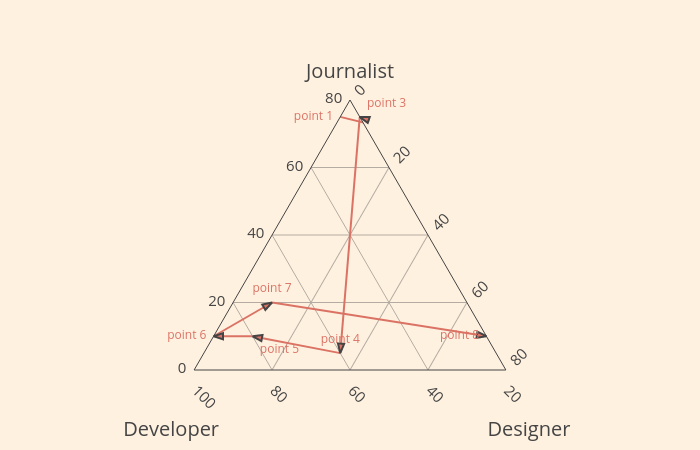 Journalist
80
0
point 3
point 1
20
60
40
40
60
point 7
20
point 6
point 4
point 8
point 5
80
0
100
80
60
40
20
Developer
Designer